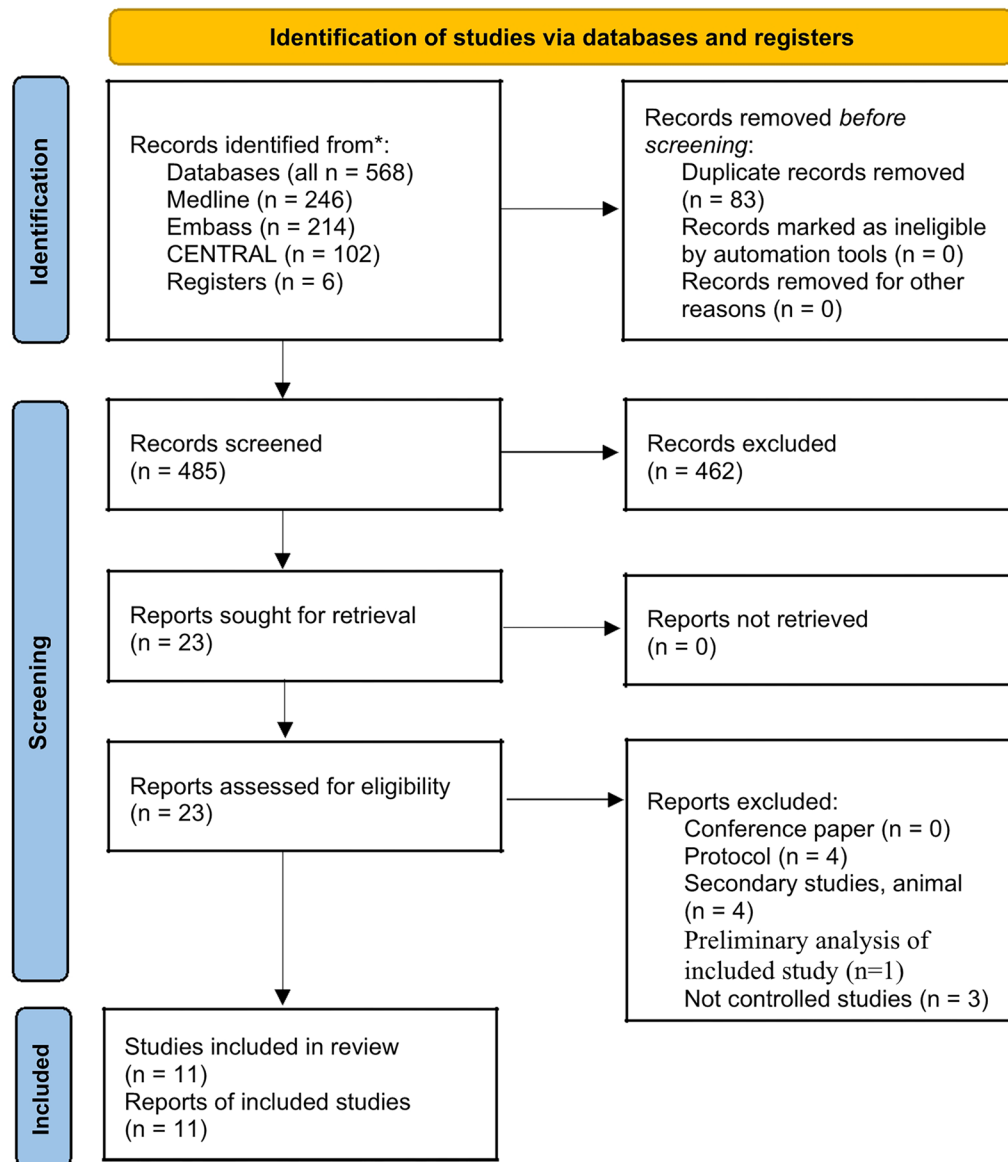 Identification of studies via databases and registers
Identification
Records identified from*:
Databases (all n = 568)
Medline (n = 246)
Embass (n = 214)
CENTRAL (n = 102)
Registers (n = 6)
Records removed before
screening:
Duplicate records removed
(n = 83)
Records marked as ineligible
by automation tools (n = 0)
Records removed for other
reasons (n = 0)
Screening
Records screened
(n = 485)
Records excluded
(n = 462)
Reports sought for retrieval
(n = 23)
Reports not retrieved
(n = 0)
Reports assessed for eligibility
(n = 23)
Reports excluded:
Conference paper (n = 0)
Protocol (n = 4)
Secondary studies, animal
(n = 4)
Preliminary analysis of
included study (n=1)
Not controlled studies (n = 3)
Included
Studies included in review
(n = 11)
Reports of included studies
(n = 11)